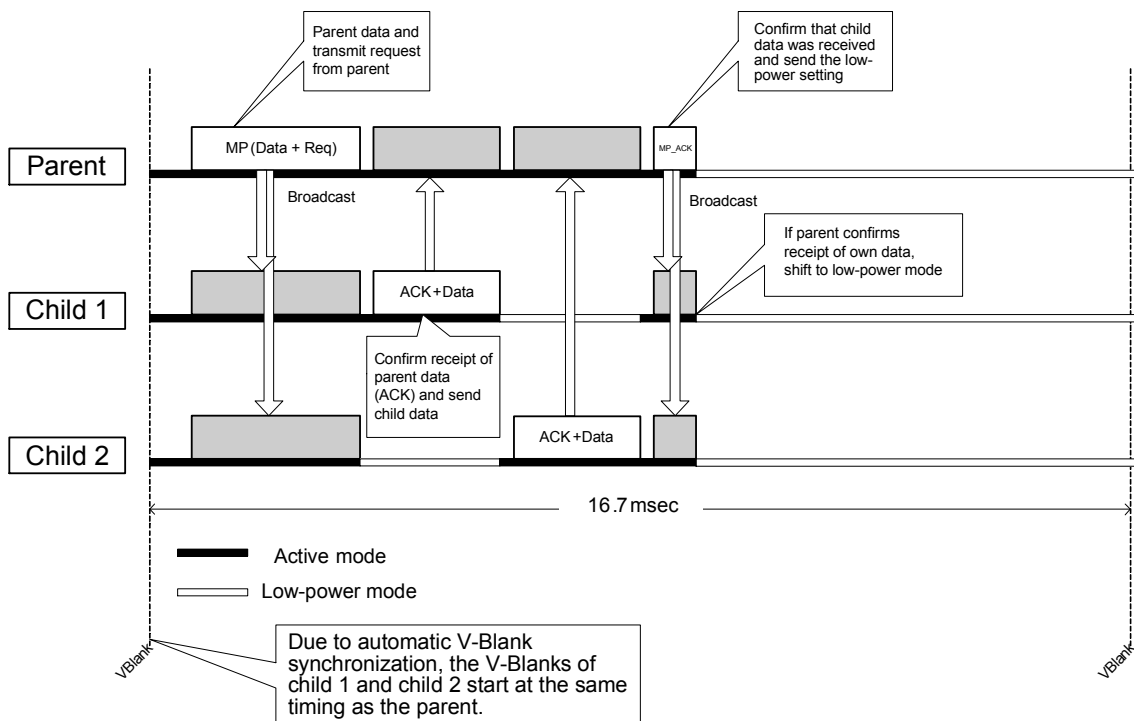 Parent data and
transmit request
from parent
Confirm that child
data was received
and send the low-
power setting
Parent
MP (Data + Req)
MP_ACK
Broadcast
Broadcast
If parent confirms
receipt of own data,
shift to low-power mode
Child 1
ACK+Data
Confirm receipt of
parent data
(ACK) and send
child data
Child 2
ACK+Data
16.7 msec
Active mode
Low-power mode
VBlank
Due to automatic V-Blank
synchronization, the V-Blanks of
child 1 and child 2 start at the same
timing as the parent.
VBlank